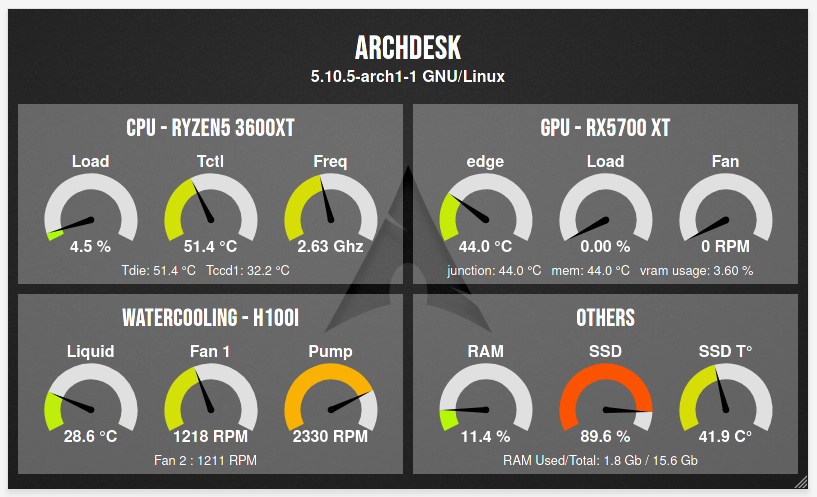 ARCHDESK
5.10.5-arch1-1 GNU/Linux
CPU - RYZEN5 3600XT
Load Tctl Freq
4.5 % 51.4 °C 2.63 Ghz
Tdie: 51.4 °C Tccd1: 32.2 °C
GPU - RX5700 XT
edge Load Fan
44.0 °C 0.00 % 0 RPM
junction: 44.0 °C mem: 44.0 °C vram usage: 3.60 %
WATERCOOLING - H100I
Liquid Fan 1 Pump
28.6 °C 1218 RPM 2330 RPM
Fan 2 : 1211 RPM
OTHERS
RAM SSD SSD T°
11.4 % 89.6 % 41.9 C°
RAM Used/Total: 1.8 Gb / 15.6 Gb